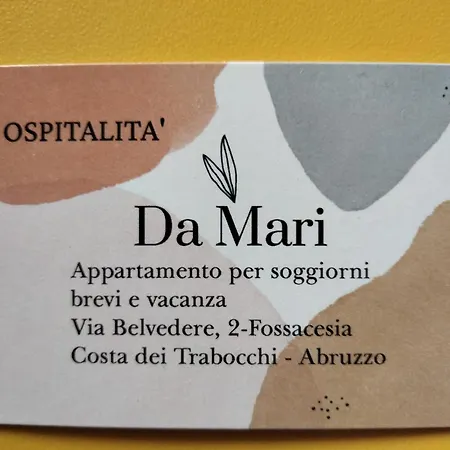 OSPITALITA'
Da Mari
Appartamento per soggiorni
brevi e vacanza
Via Belvedere, 2-Fossacesia
Costa dei Trabocchi - Abruzzo